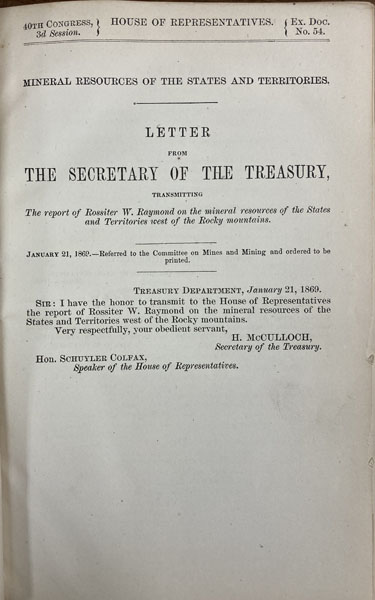 40TH CONGRESS, } HOUSE OF REPRESENTATIVES. { Ex. Doc.
3d Session. } { No. 54.
MINERAL RESOURCES OF THE STATES AND TERRITORIES.
LETTER
FROM
THE SECRETARY OF THE TREASURY,
TRANSMITTING
The report of Rossiter W. Raymond on the mineral resources of the States
and Territories west of the Rocky mountains.
JANUARY 21, 1869.—Referred to the Committee on Mines and Mining and ordered to be
printed.
TREASURY DEPARTMENT, January 21, 1869.
SIR: I have the honor to transmit to the House of Representatives
the report of Rossiter W. Raymond on the mineral resources of the
States and Territories west of the Rocky mountains.
Very respectfully, your obedient servant,
H. McCULLOCH,
Secretary of the Treasury.
Hon. SCHUYLER COLFAX,
Speaker of the House of Representatives.